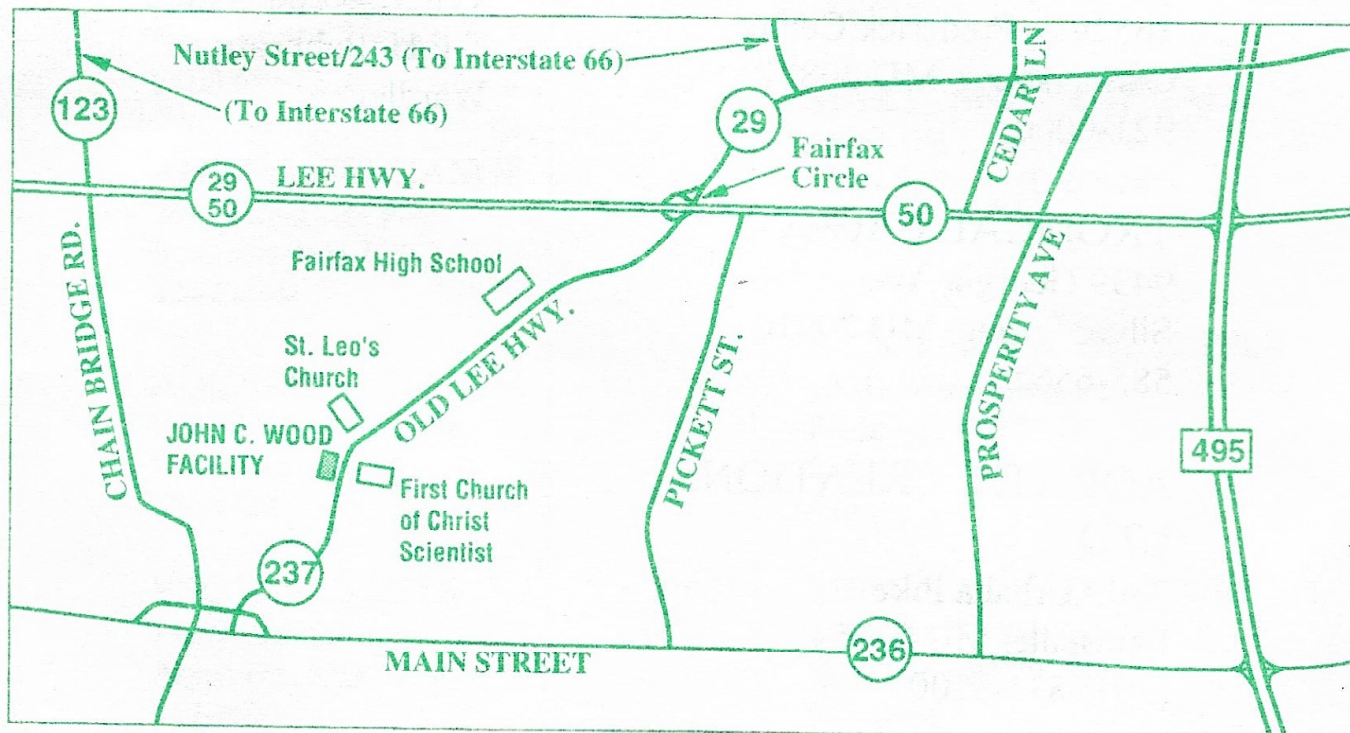 Nutley Street/243 (To Interstate 66)
(To Interstate 66)
123
29
CEDAR LN
Fairfax
Circle
29
50
LEE HWY.
50
CHAIN BRIDGE RD.
Fairfax High School
OLD LEE HWY.
PICKETT ST.
PROSPERITY AVE
St. Leo's
Church
JOHN C. WOOD
FACILITY
495
First Church
of Christ
Scientist
237
236
MAIN STREET